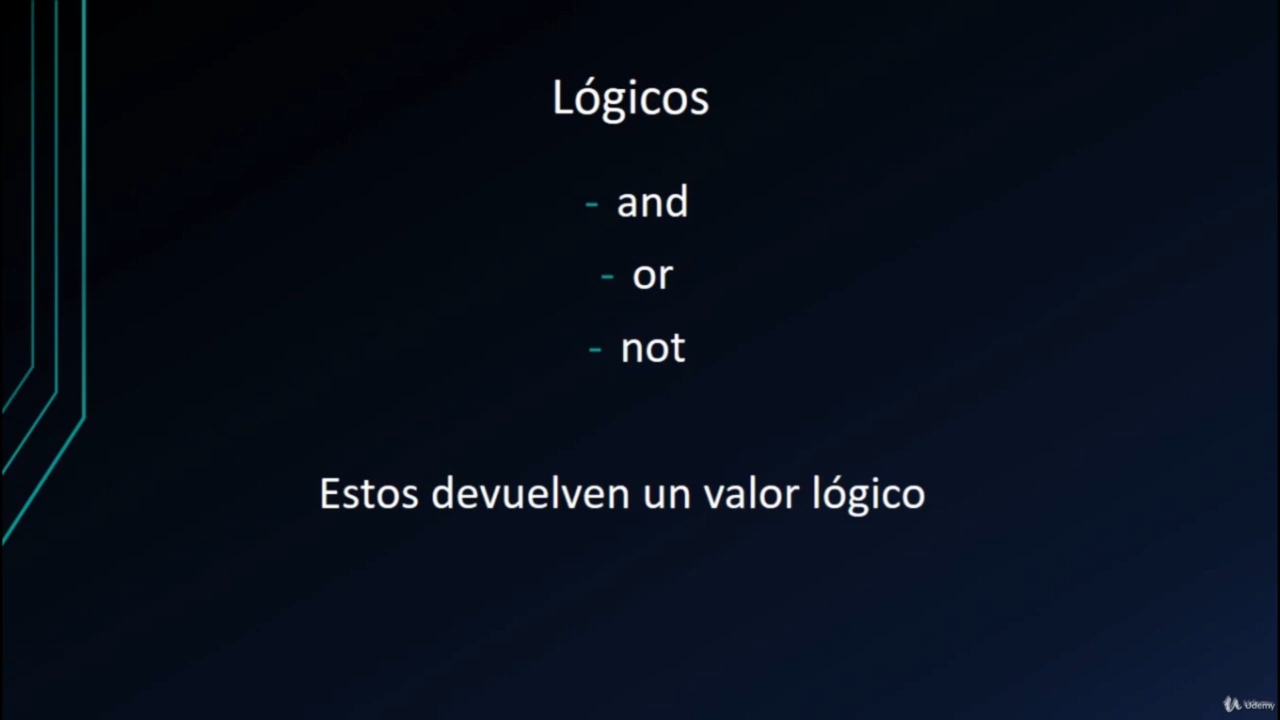 Lógicos
- and
- or
- not
Estos devuelven un valor lógico
Udemy